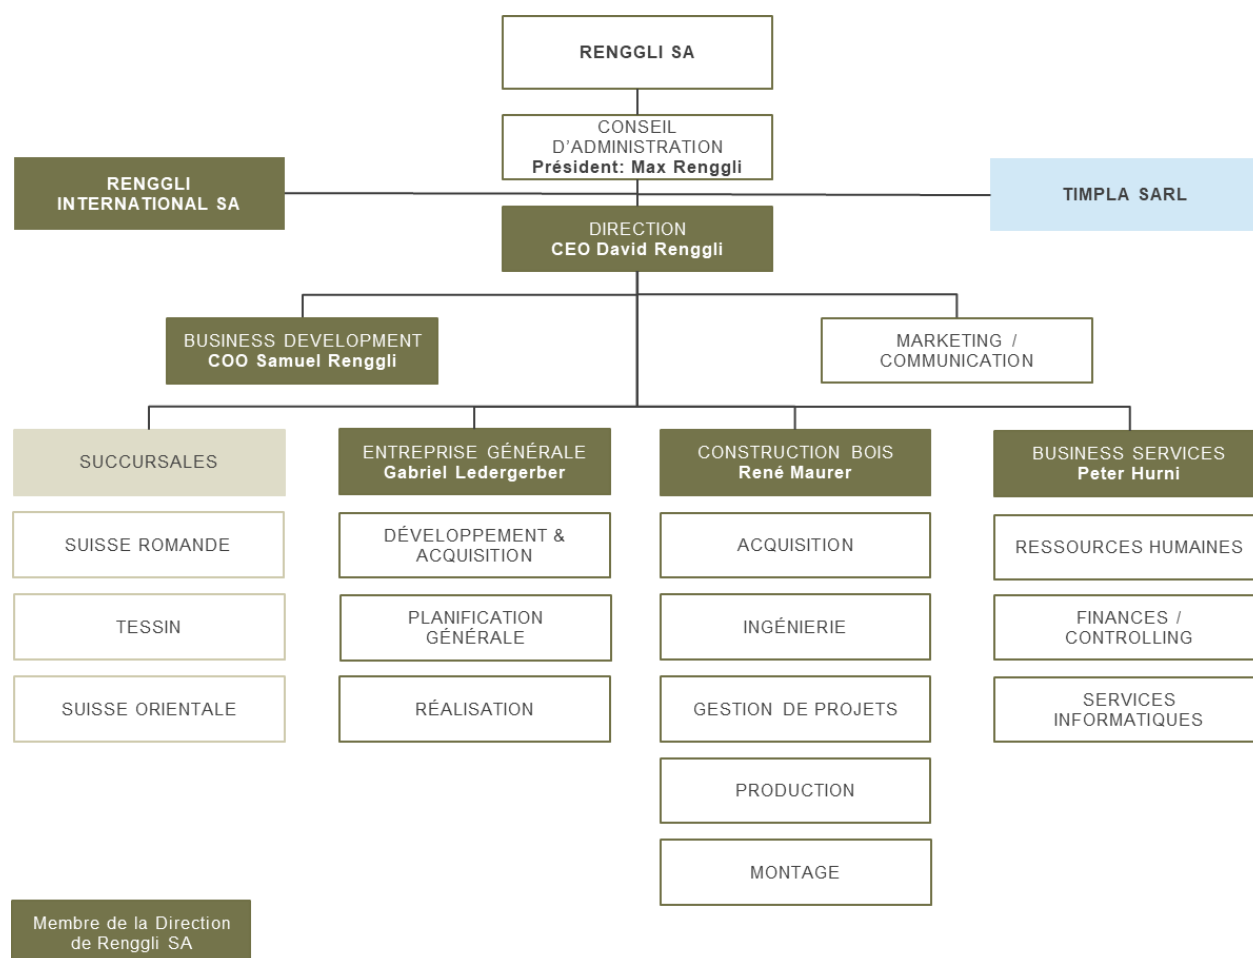 RENGGLI SA
CONSEIL
D’ADMINISTRATION
Président: Max Renggli
RENGGLI
INTERNATIONAL SA
TIMPLA SARL
DIRECTION
CEO David Renggli
BUSINESS DEVELOPMENT
COO Samuel Renggli
MARKETING /
COMMUNICATION
SUCCURSALES
ENTREPRISE GÉNÉRALE
Gabriel Ledergerber
CONSTRUCTION BOIS
René Maurer
BUSINESS SERVICES
Peter Hurni
SUISSE ROMANDE
DÉVELOPPEMENT &
ACQUISITION
ACQUISITION
RESSOURCES HUMAINES
TESSIN
PLANIFICATION
GÉNÉRALE
INGÉNIERIE
FINANCES /
CONTROLLING
SUISSE ORIENTALE
RÉALISATION
GESTION DE PROJETS
SERVICES
INFORMATIQUES
PRODUCTION
MONTAGE
Membre de la Direction
de Renggli SA